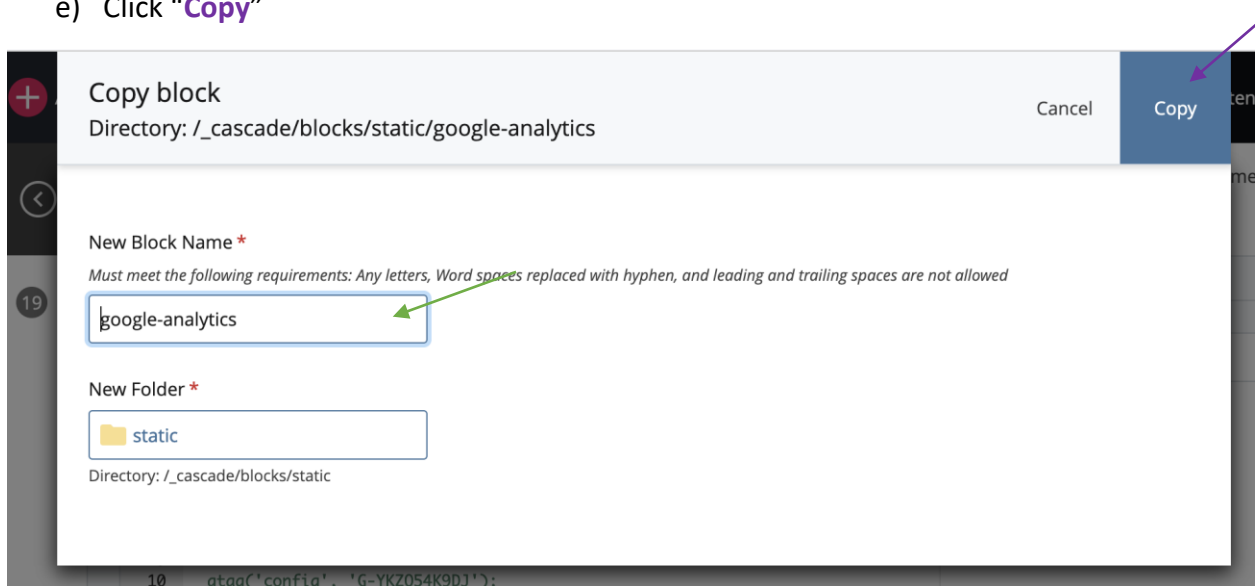 e) Click "Copy"
Copy block
Directory: /_cascade/blocks/static/google-analytics
Cancel
Copy
New Block Name *
Must meet the following requirements: Any letters, Word spaces replaced with hyphen, and leading and trailing spaces are not allowed
19
google-analytics
New Folder *
static
Directory: /_cascade/blocks/static
10 gtag('config', 'G-YKZ054K9DJ');